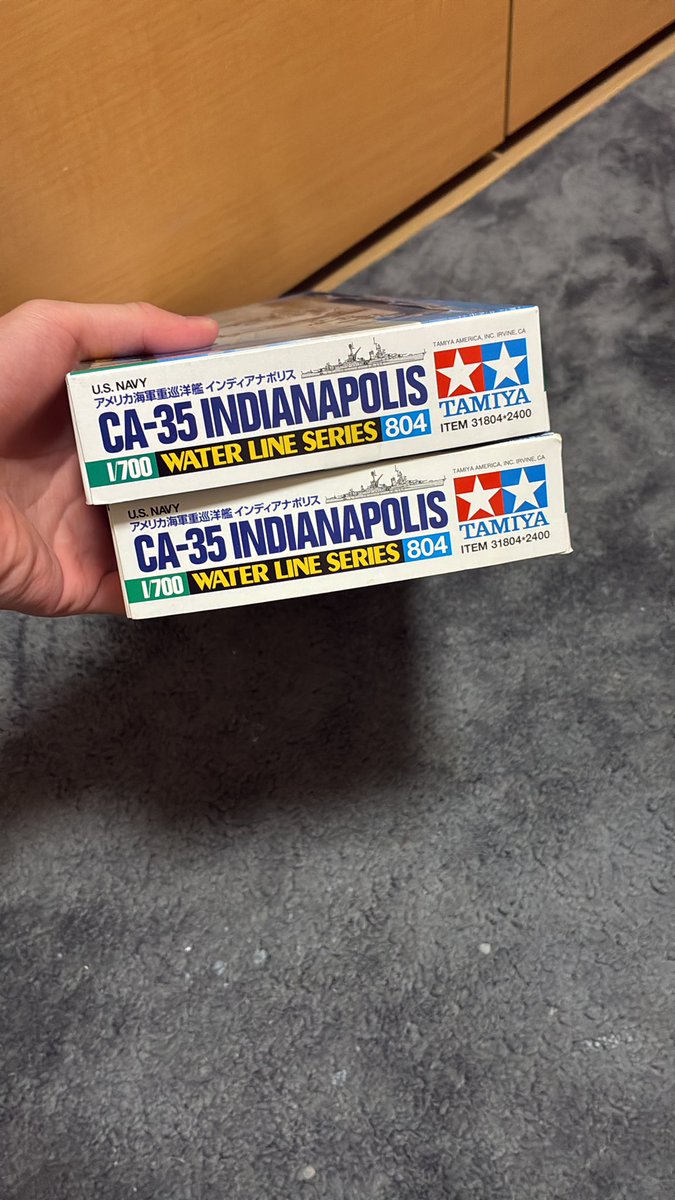 U.S. NAVY
アメリカ海軍重巡洋艦 インディアナポリス
CA-35 INDIANAPOLIS
1/700 WATER LINE SERIES 804
TAMIYA AMERICA, INC. IRVINE, CA
TAMIYA
ITEM 31804*2400
U.S. NAVY
アメリカ海軍重巡洋艦 インディアナポリス
CA-35 INDIANAPOLIS
1/700 WATER LINE SERIES 804
TAMIYA AMERICA, INC. IRVINE, CA
TAMIYA
ITEM 31804*2400